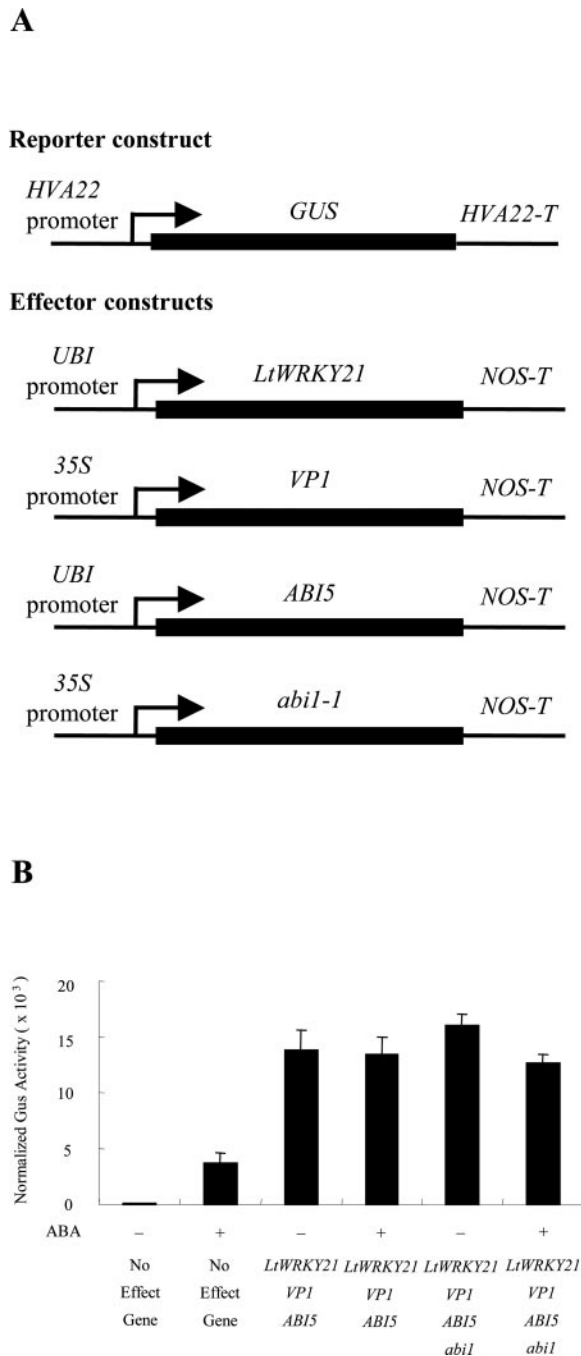 A
Reporter construct
HVA22 promoter GUS HVA22-T
Effector constructs
UBI promoter LtWRKY21 NOS-T
35S promoter VP1 NOS-T
UBI promoter ABI5 NOS-T
35S promoter abi1-1 NOS-T
B
Normalized Gus Activity ( x 10³ )
20
15
10
5
0
ABA – + – + – +
No No LtWRKY21 LtWRKY21 LtWRKY21 LtWRKY21
Effect Effect VP1 VP1 VP1 VP1
Gene Gene ABI5 ABI5 ABI5 ABI5
abi1 abi1